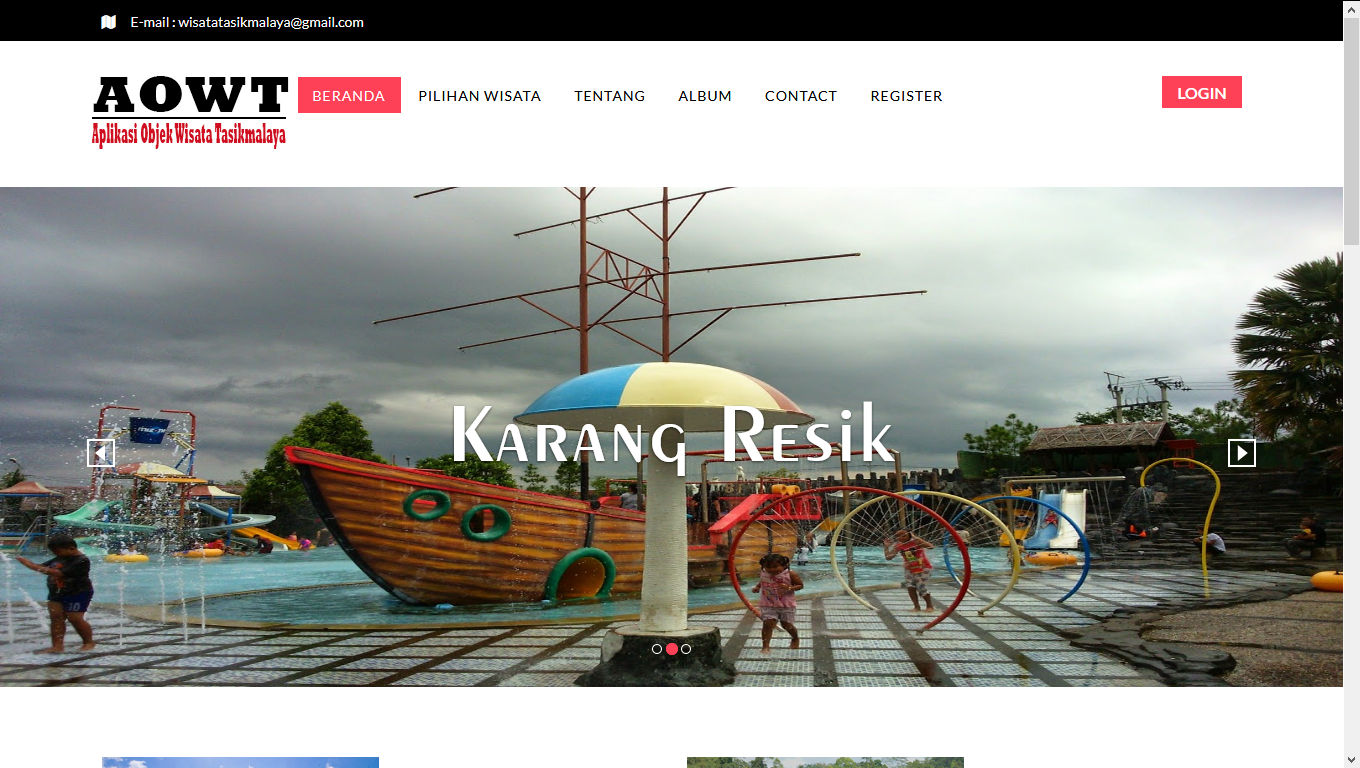 E-mail : wisatatasikmalaya@gmail.com
AOWT
Aplikasi Objek Wisata Tasikmalaya
BERANDA
PILIHAN WISATA
TENTANG
ALBUM
CONTACT
REGISTER
LOGIN
Karang Resik